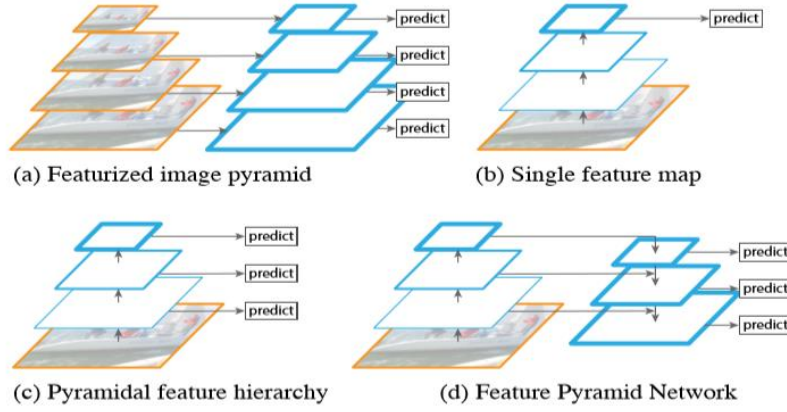 predict
predict
predict
predict
(a) Featurized image pyramid
predict
(b) Single feature map
predict
predict
predict
(c) Pyramidal feature hierarchy
predict
predict
predict
(d) Feature Pyramid Network